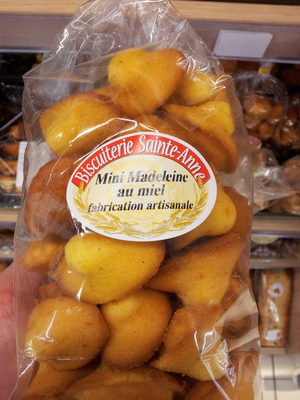 Biscuiterie Sainte-Anne
Mini Madeleine
au miel
fabrication artisanale